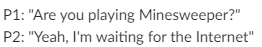 P1: "Are you playing Minesweeper?"
P2: "Yeah, I'm waiting for the Internet"